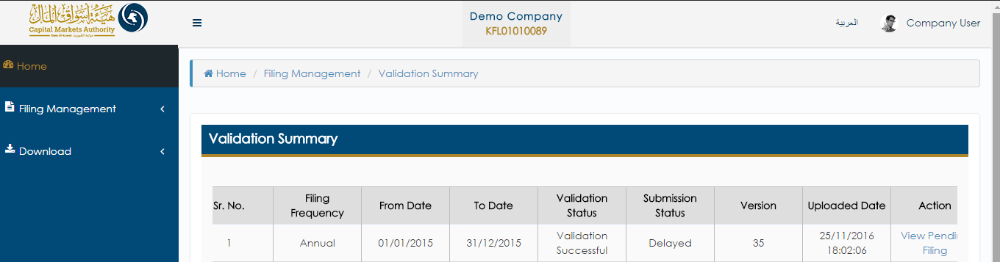 هيئة أسواق المال
Capital Markets Authority
State Of Kuwait دولة الكويت
Demo Company
KFL01010089
العربية
Company User
Home
Filing Management
Download
Home / Filing Management / Validation Summary
Validation Summary
Sr. No. Filing Frequency From Date To Date Validation Status Submission Status Version Uploaded Date Action
1 Annual 01/01/2015 31/12/2015 Validation Successful Delayed 35 25/11/2016 18:02:06 View Pendi Filing